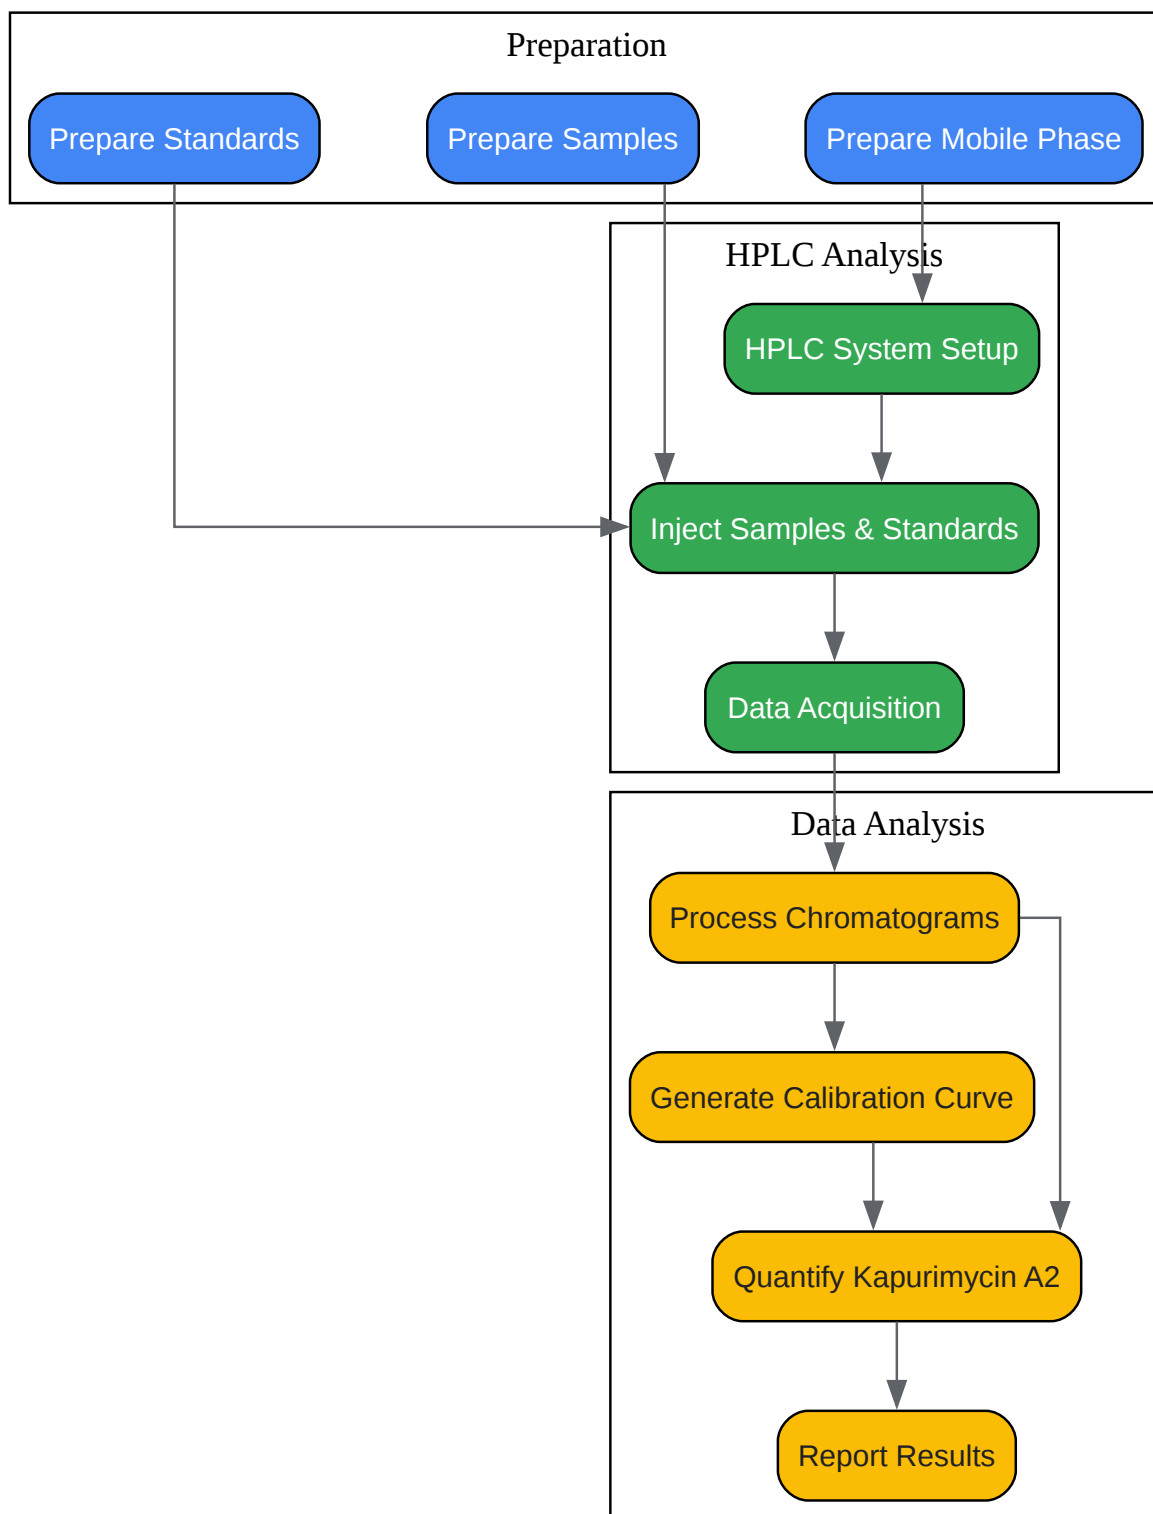 Preparation
Prepare Standards
Prepare Samples
Prepare Mobile Phase
HPLC Analysis
HPLC System Setup
Inject Samples & Standards
Data Acquisition
Data Analysis
Process Chromatograms
Generate Calibration Curve
Quantify Kapurimycin A2
Report Results